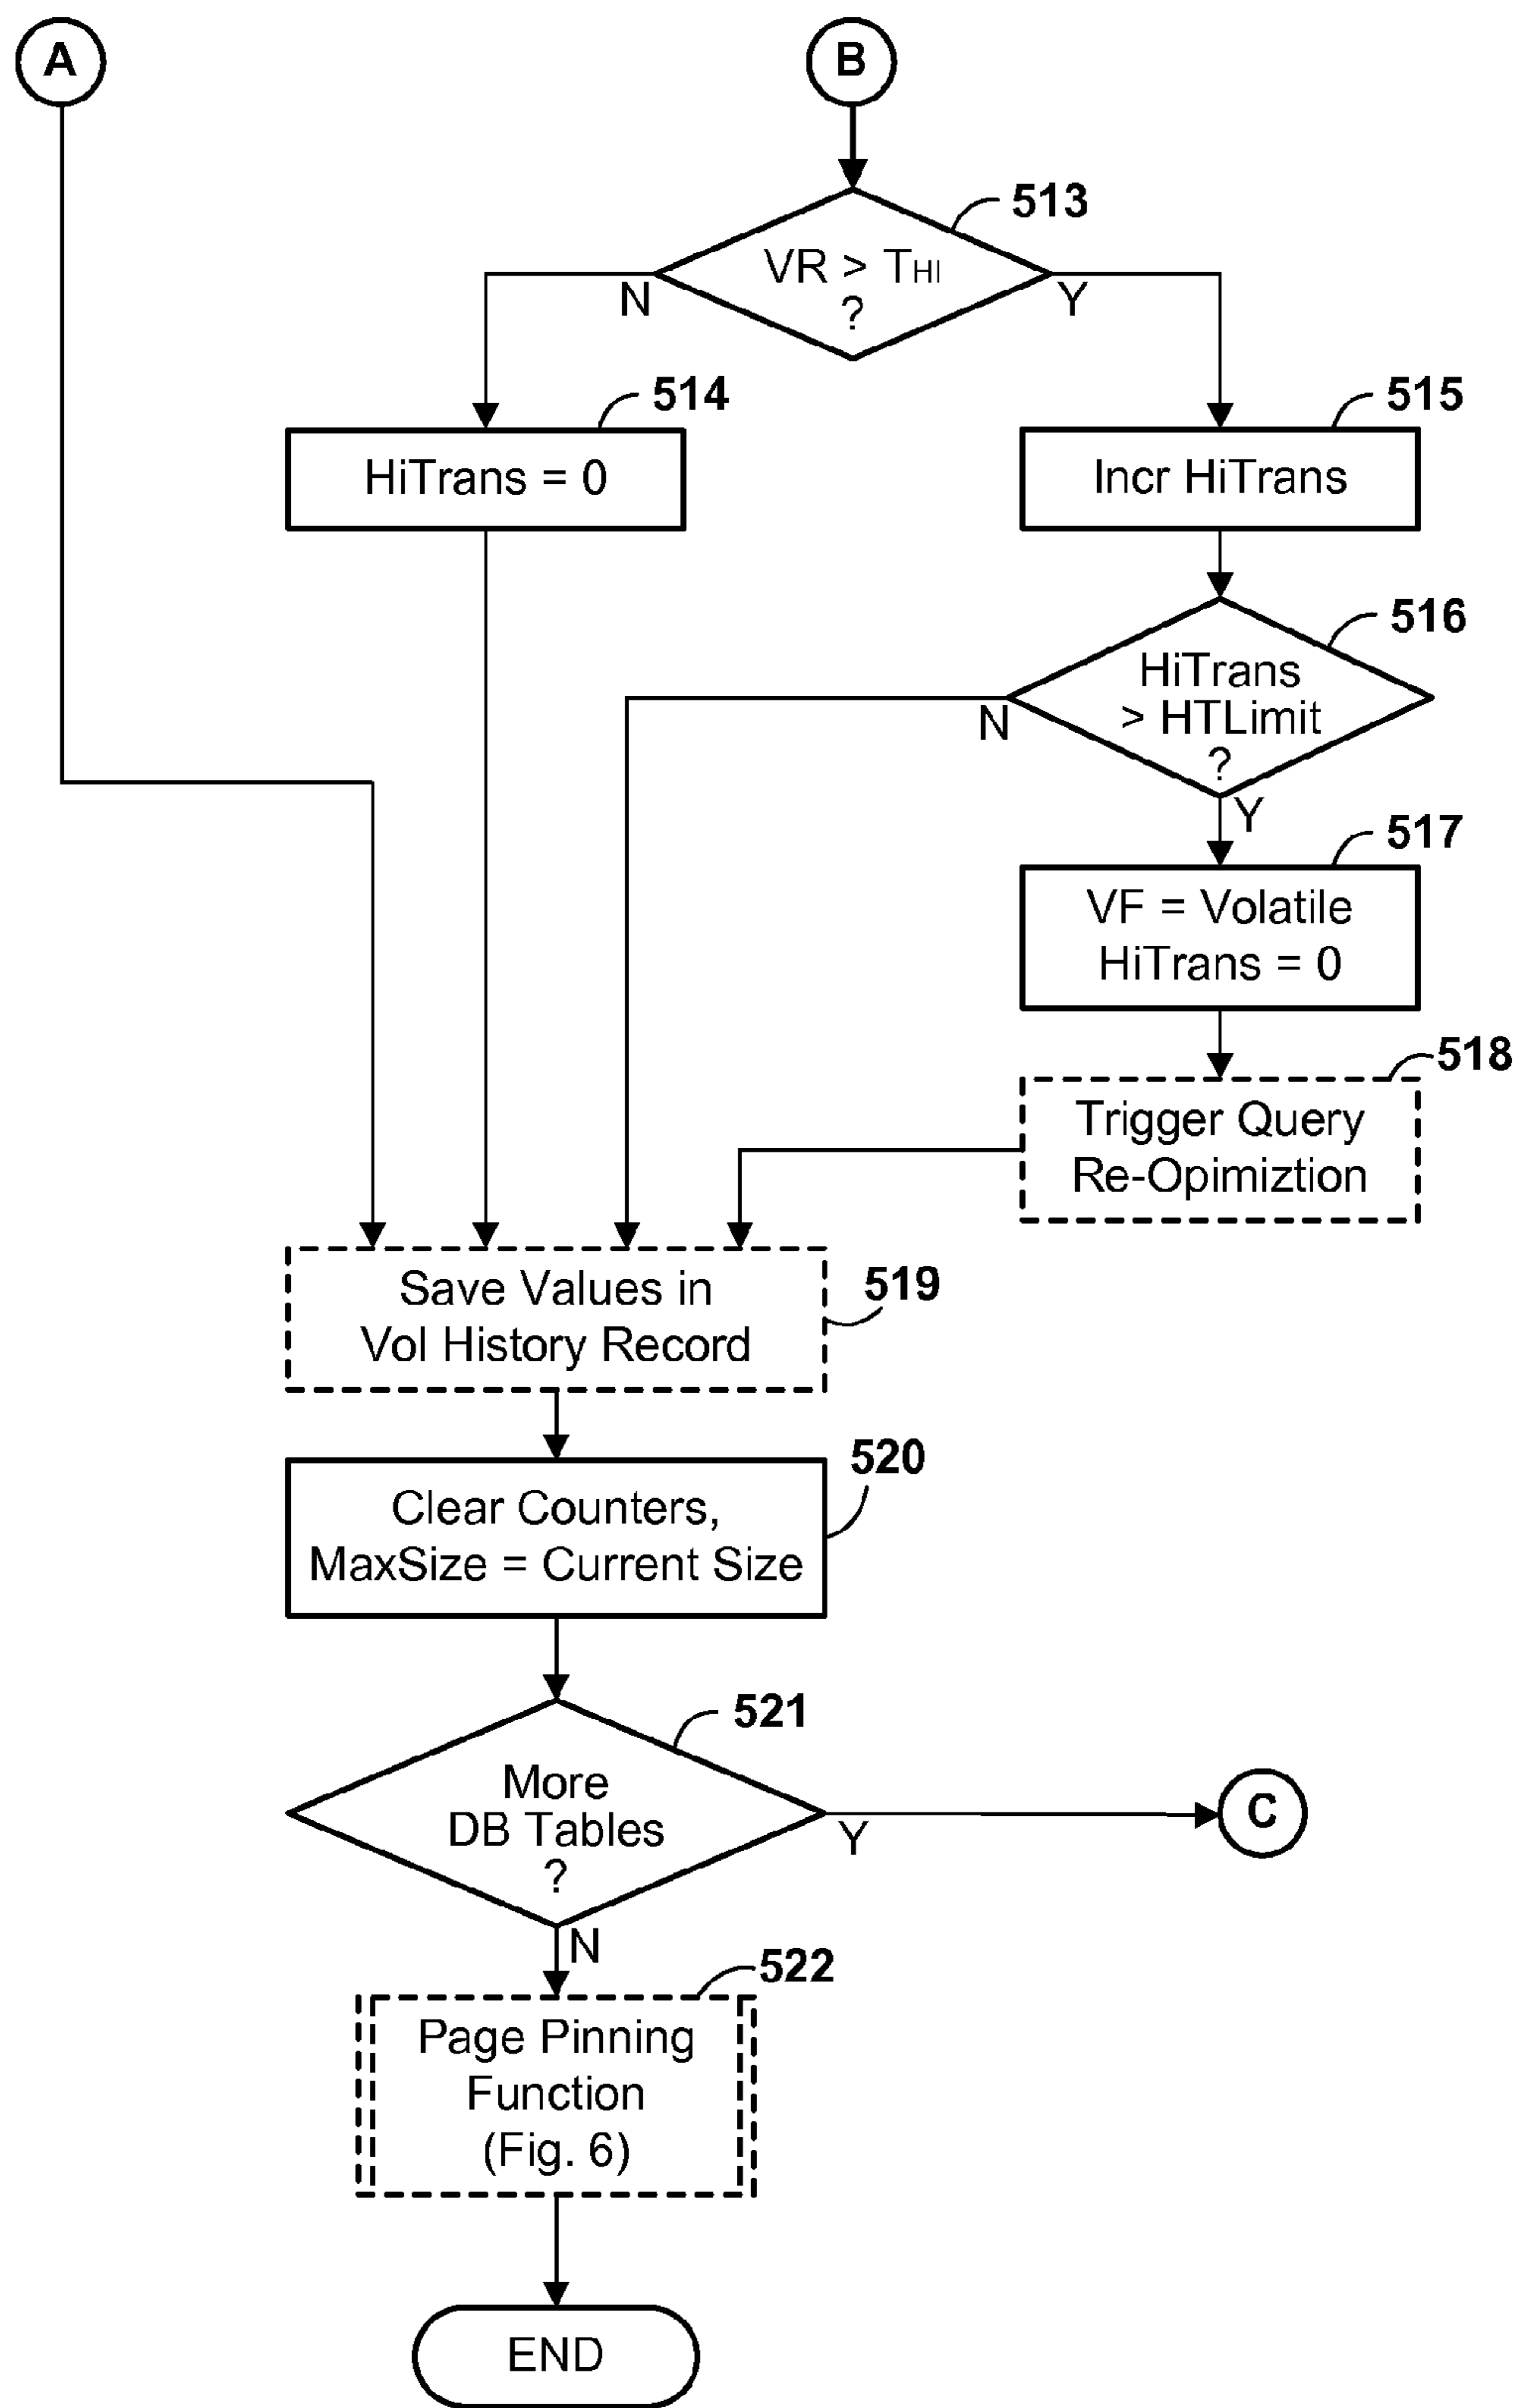 A
B
513
VR > THI
?
N
Y
514
515
HiTrans = 0
Incr HiTrans
516
HiTrans
> HTLimit
?
N
Y
517
VF = Volatile
HiTrans = 0
518
Trigger Query
Re-Opimiztion
519
Save Values in
Vol History Record
520
Clear Counters,
MaxSize = Current Size
521
More
DB Tables
?
Y
C
N
522
Page Pinning
Function
(Fig. 6)
END